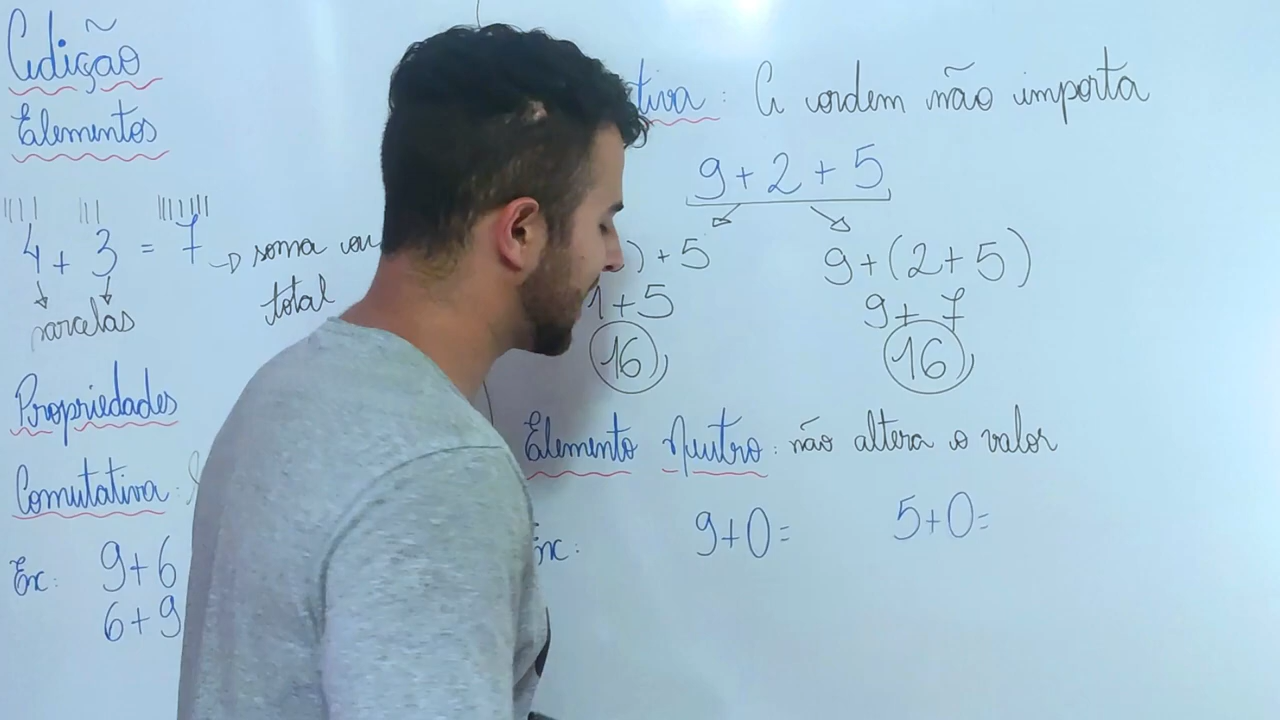 Adição
Elementos
4 + 3 = 7 → soma ou
total
parcelas
Propriedades
Comutativa:
Ex: 9+6
6+9
tiva: A ordem não importa
9+2+5
)+5
1+5
16
9+(2+5)
9+7
16
Elemento Neutro: não altera o valor
Ex: 9+0= 5+0=